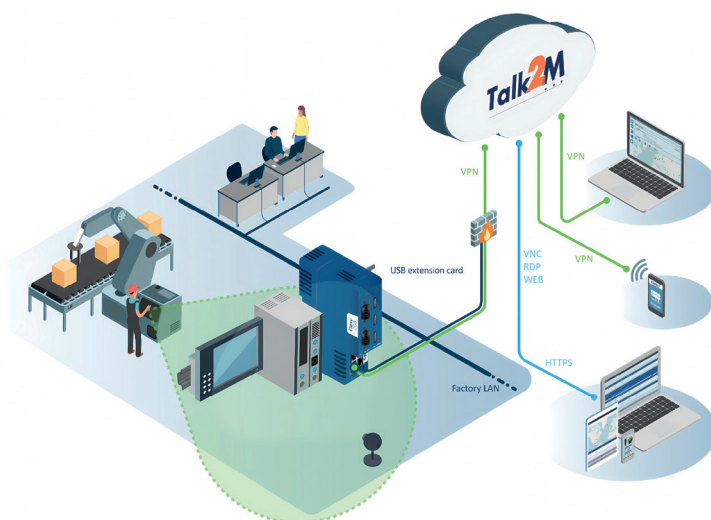 Talk2M
VPN
VPN
USB extension card
VNC
RDP
WEB
VPN
HTTPS
Factory LAN